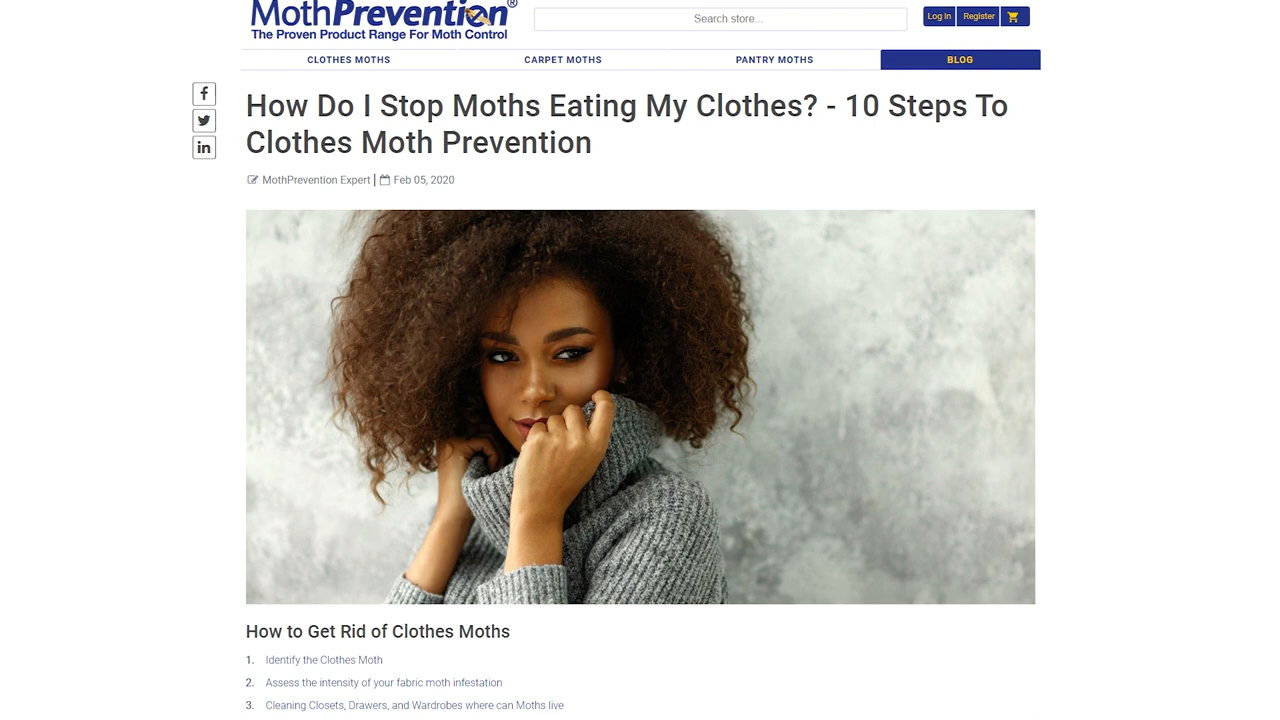 MothPrevention®
The Proven Product Range For Moth Control
Search store...
Log In Register
CLOTHES MOTHS CARPET MOTHS PANTRY MOTHS BLOG
How Do I Stop Moths Eating My Clothes? - 10 Steps To
Clothes Moth Prevention
MothPrevention Expert | Feb 05, 2020
How to Get Rid of Clothes Moths
1. Identify the Clothes Moth
2. Assess the intensity of your fabric moth infestation
3. Cleaning Closets, Drawers, and Wardrobes where can Moths live